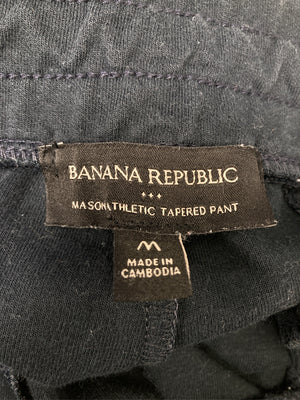 BANANA REPUBLIC
MASON ATHLETIC TAPERED PANT
M
MADE IN
CAMBODIA